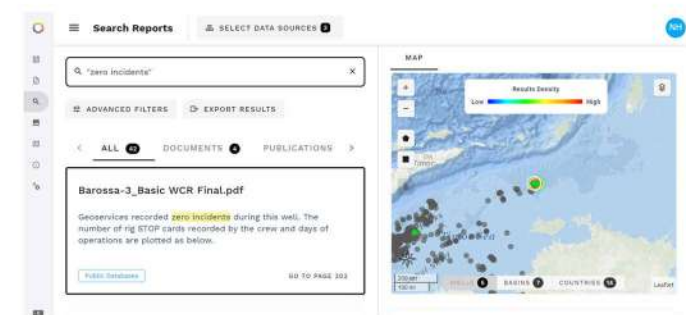 Search Reports
SELECT DATA SOURCES 3
NH
"zero incidents"
ADVANCED FILTERS
EXPORT RESULTS
ALL 42
DOCUMENTS 4
PUBLICATIONS
Barossa-3_Basic WCR Final.pdf
Geoservices recorded zero incidents during this well. The
number of rig STOP cards recorded by the crew and days of
operations are plotted as below.
Public Databases
GO TO PAGE 302
MAP
Results Density
Low
High
Timor
BASINS 7
COUNTRIES
Leaflet